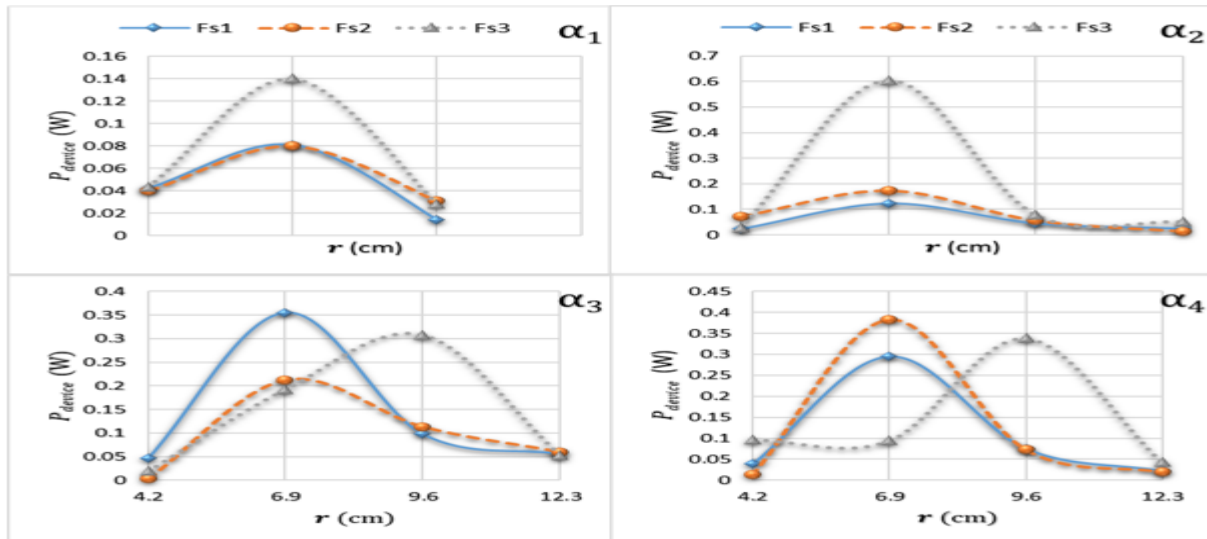 Fs1 Fs2 Fs3 α1
0.16
0.14
0.12
0.1
0.08
0.06
0.04
0.02
0
Pdevice (W)
r (cm)
Fs1 Fs2 Fs3 α2
0.7
0.6
0.5
0.4
0.3
0.2
0.1
0
Pdevice (W)
r (cm)
α3
0.4
0.35
0.3
0.25
0.2
0.15
0.1
0.05
0
Pdevice (W)
4.2 6.9 9.6 12.3
r (cm)
α4
0.45
0.4
0.35
0.3
0.25
0.2
0.15
0.1
0.05
0
Pdevice (W)
4.2 6.9 9.6 12.3
r (cm)